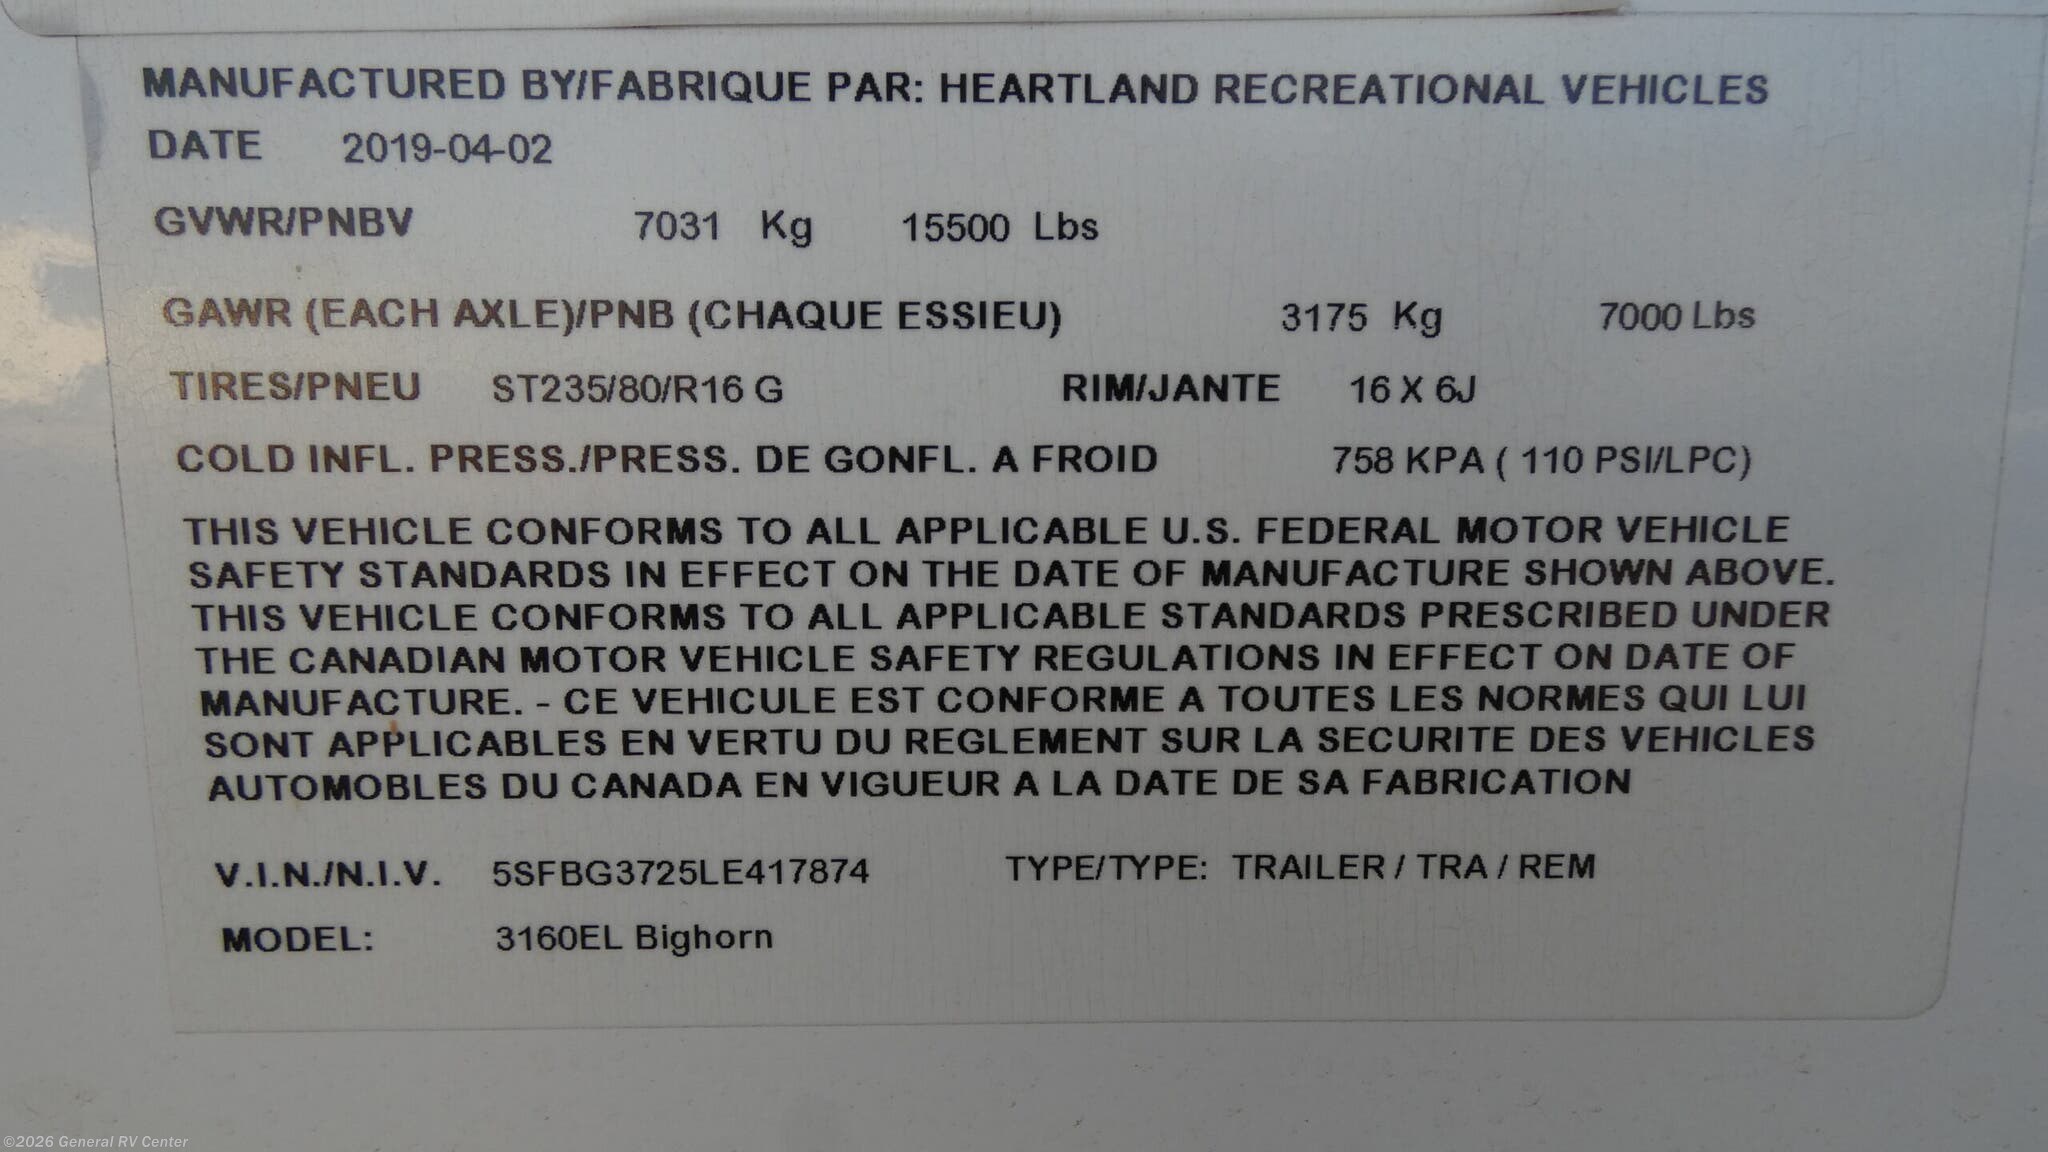 MANUFACTURED BY/FABRIQUE PAR: HEARTLAND RECREATIONAL VEHICLES
DATE 2019-04-02
GVWR/PNBV 7031 Kg 15500 Lbs
GAWR (EACH AXLE)/PNB (CHAQUE ESSIEU) 3175 Kg 7000 Lbs
TIRES/PNEU ST235/80/R16 G RIM/JANTE 16 X 6J
COLD INFL. PRESS./PRESS. DE GONFL. A FROID 758 KPA ( 110 PSI/LPC)
THIS VEHICLE CONFORMS TO ALL APPLICABLE U.S. FEDERAL MOTOR VEHICLE
SAFETY STANDARDS IN EFFECT ON THE DATE OF MANUFACTURE SHOWN ABOVE.
THIS VEHICLE CONFORMS TO ALL APPLICABLE STANDARDS PRESCRIBED UNDER
THE CANADIAN MOTOR VEHICLE SAFETY REGULATIONS IN EFFECT ON DATE OF
MANUFACTURE. - CE VEHICULE EST CONFORME A TOUTES LES NORMES QUI LUI
SONT APPLICABLES EN VERTU DU REGLEMENT SUR LA SECURITE DES VEHICLES
AUTOMOBLES DU CANADA EN VIGUEUR A LA DATE DE SA FABRICATION
V.I.N./N.I.V. 5SFBG3725LE417874 TYPE/TYPE: TRAILER / TRA / REM
MODEL: 3160EL Bighorn
©2026 General RV Center